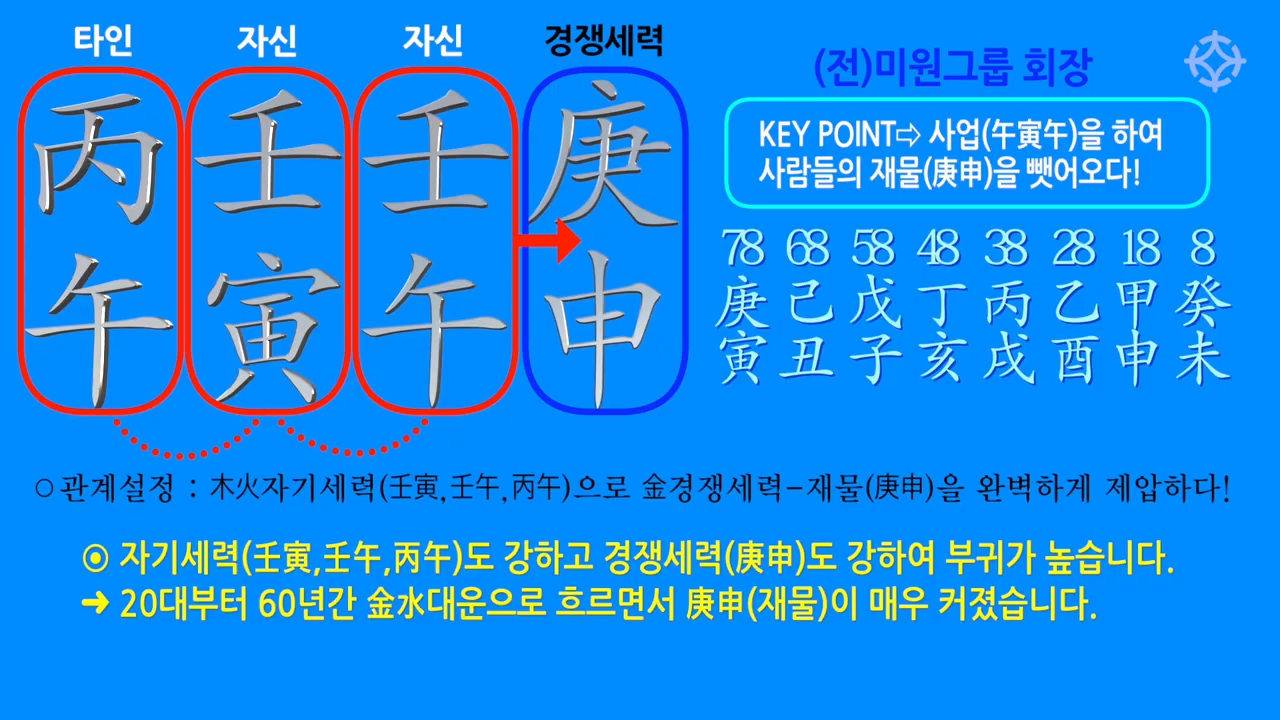 타인 자신 자신 경쟁세력
丙 壬 壬 庚
午 寅 午 申
(전)미원그룹 회장
KEY POINT⇨ 사업(午寅午)을 하여
사람들의 재물(庚申)을 뺏어오다!
78 68 58 48 38 28 18 8
庚 己 戊 丁 丙 乙 甲 癸
寅 丑 子 亥 戌 酉 申 未
○관계설정 : 木火자기세력(壬寅,壬午,丙午)으로 金경쟁세력-재물(庚申)을 완벽하게 제압하다!
◉ 자기세력(壬寅,壬午,丙午)도 강하고 경쟁세력(庚申)도 강하여 부귀가 높습니다.
➜ 20대부터 60년간 金水대운으로 흐르면서 庚申(재물)이 매우 커졌습니다.